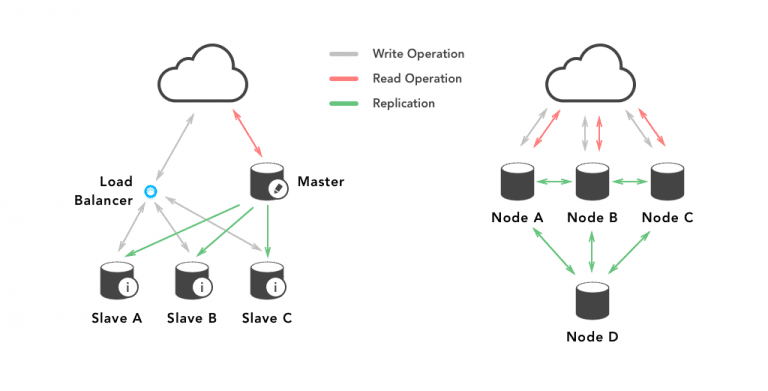 Write Operation
Read Operation
Replication
Load
Balancer
Master
Slave A
Slave B
Slave C
Node A
Node B
Node C
Node D